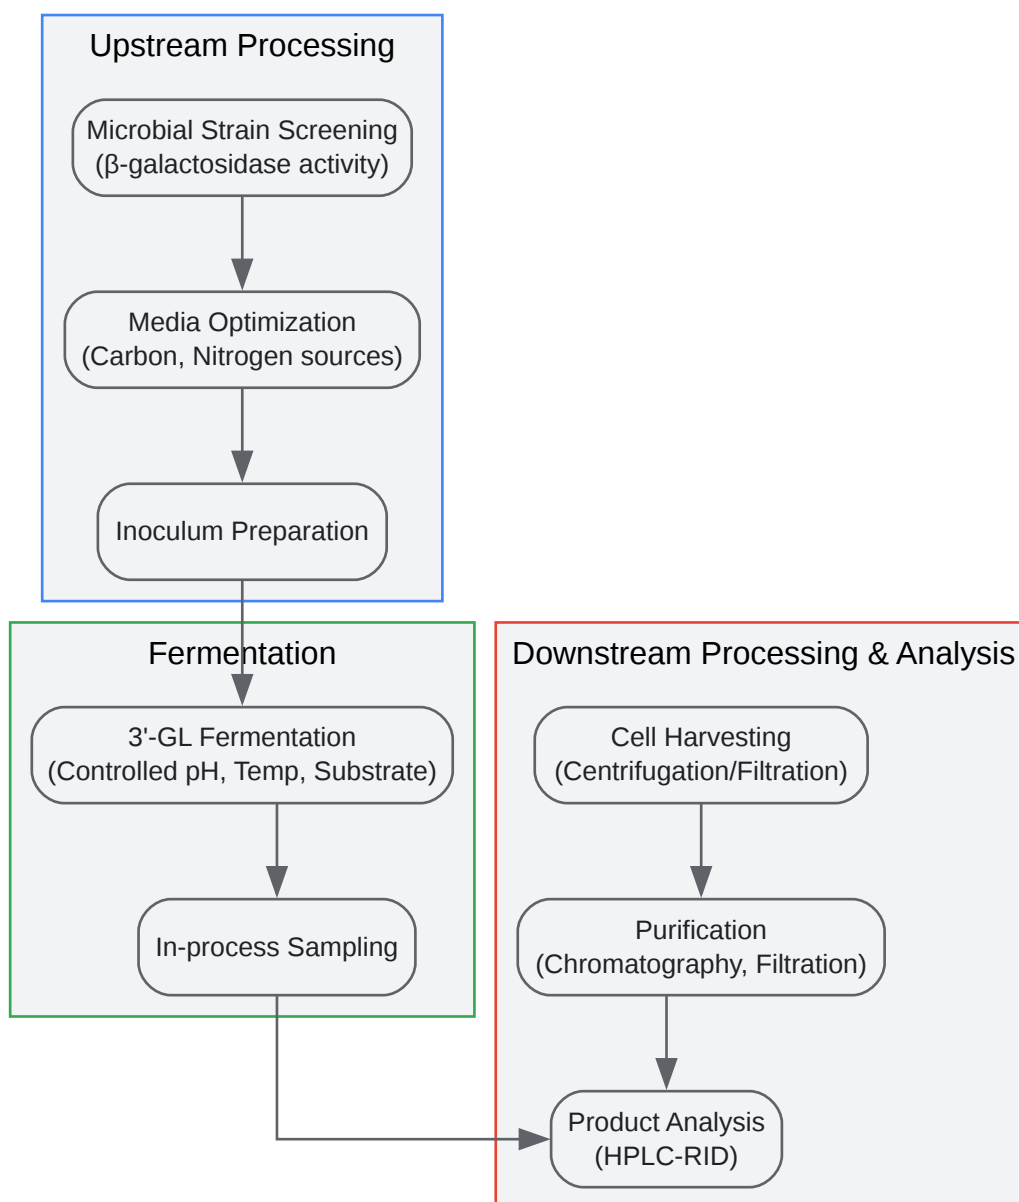 Upstream Processing
Microbial Strain Screening
(β-galactosidase activity)
Media Optimization
(Carbon, Nitrogen sources)
Inoculum Preparation
Fermentation
3'-GL Fermentation
(Controlled pH, Temp, Substrate)
In-process Sampling
Downstream Processing & Analysis
Cell Harvesting
(Centrifugation/Filtration)
Purification
(Chromatography, Filtration)
Product Analysis
(HPLC-RID)